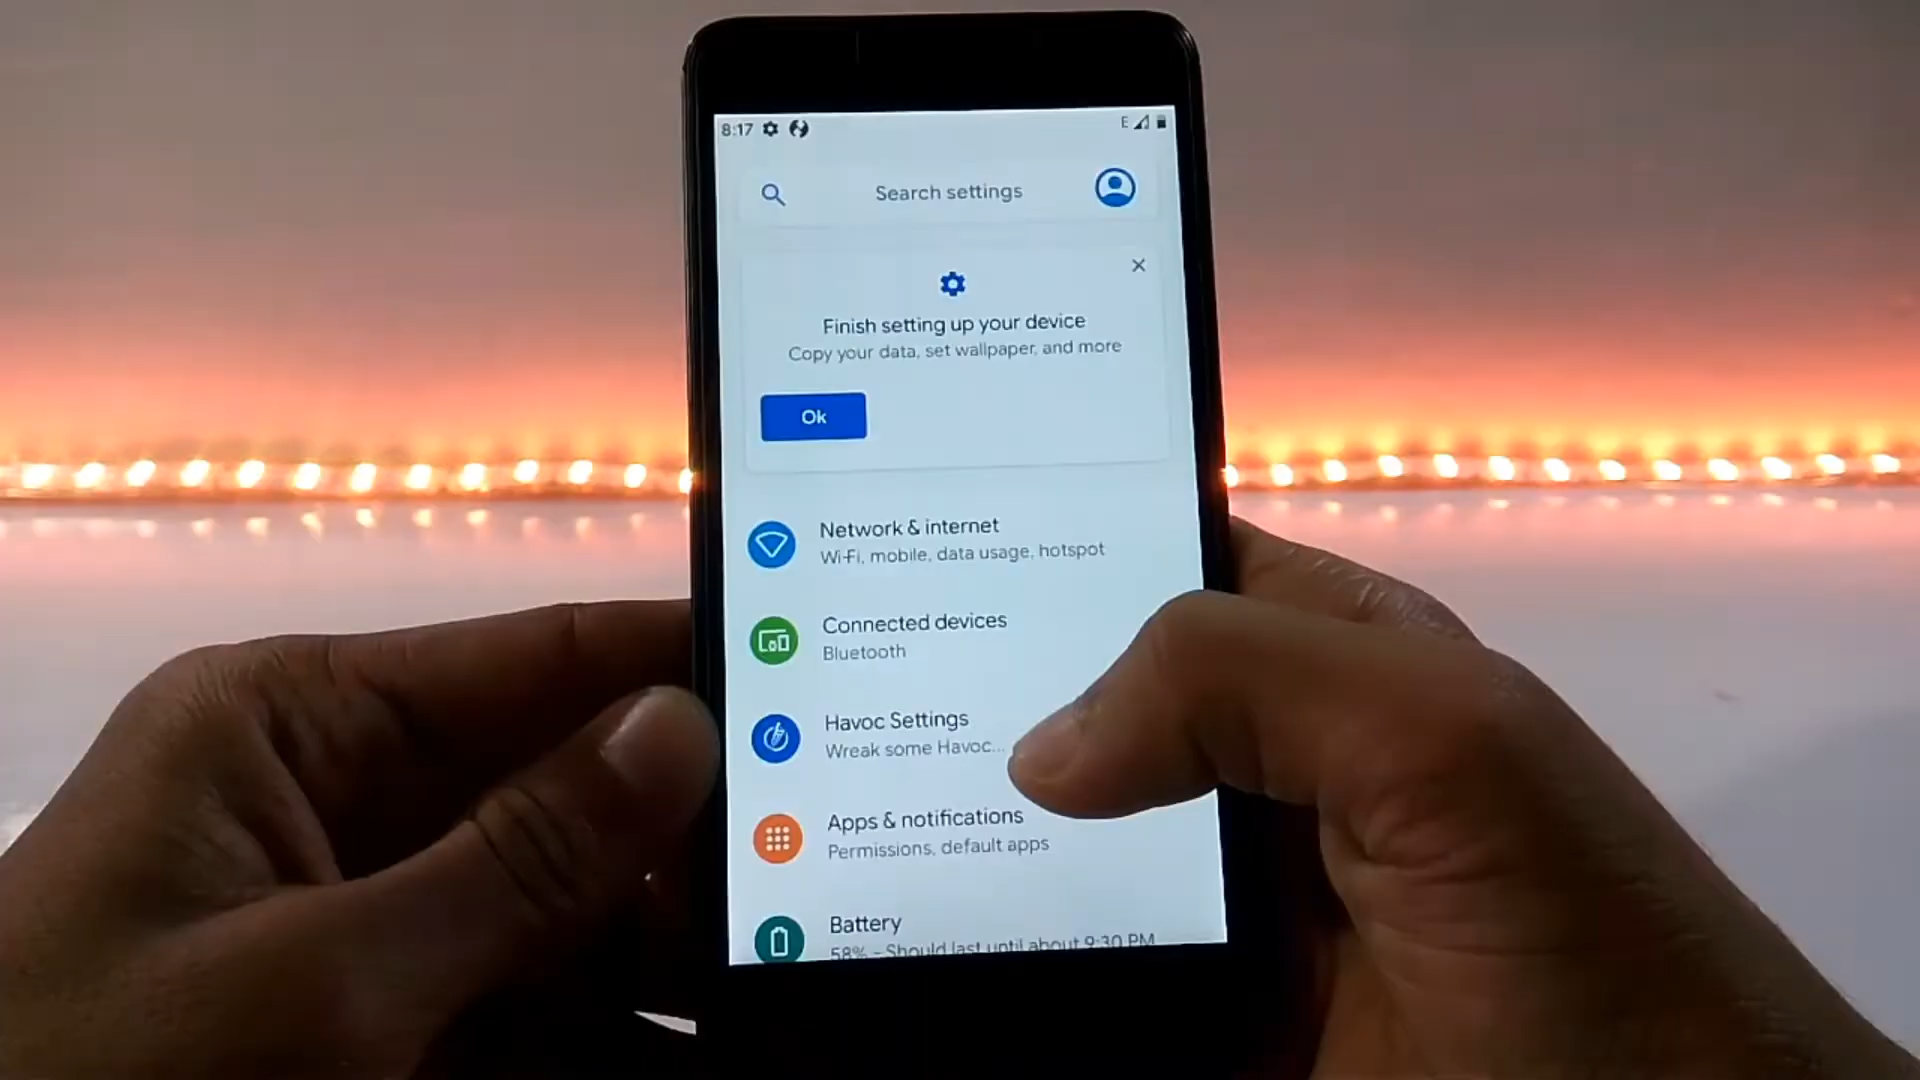 8:17
E
Search settings
Finish setting up your device
Copy your data, set wallpaper, and more
Ok
Network & internet
Wi-Fi, mobile, data usage, hotspot
Connected devices
Bluetooth
Havoc Settings
Wreak some Havoc...
Apps & notifications
Permissions, default apps
Battery
58% - Should last until about 9:30 PM